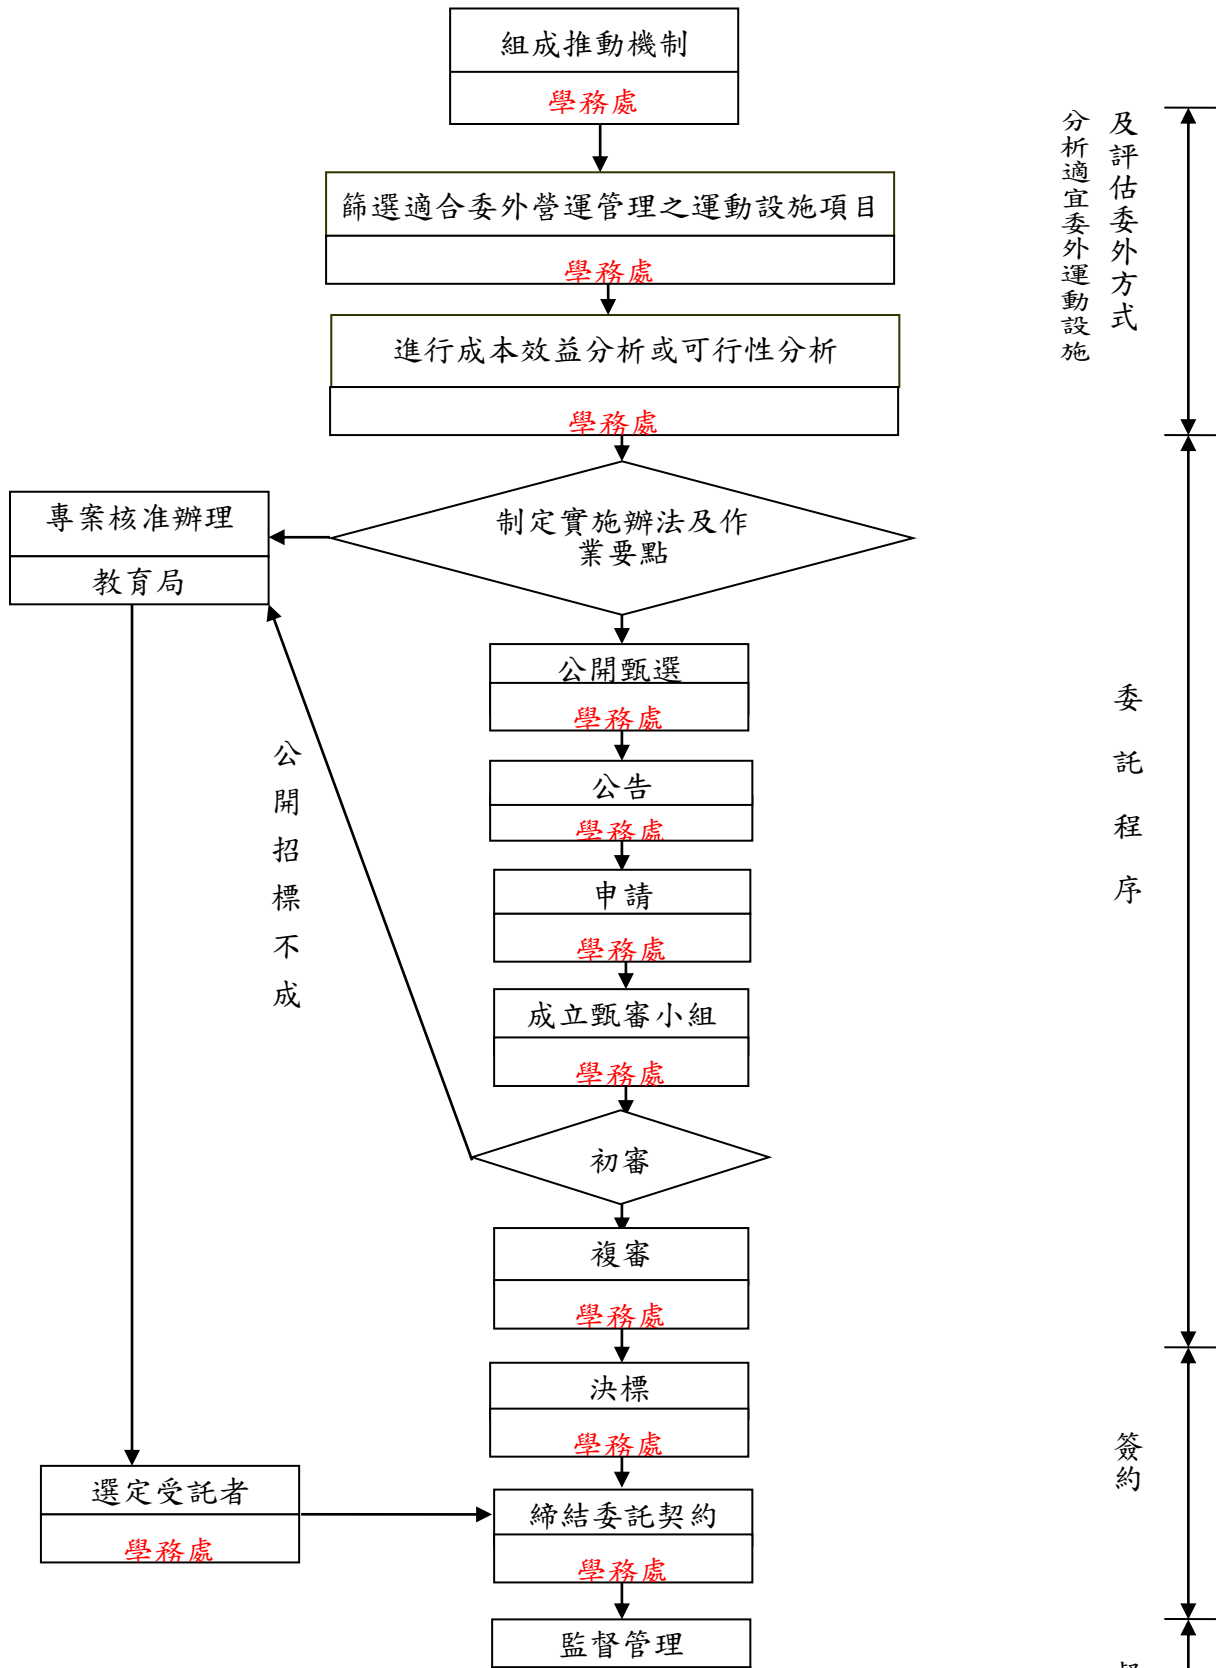 組成推動機制
學務處
篩選適合委外營運管理之運動設施項目
學務處
進行成本效益分析或可行性分析
學務處
分析適宜委外運動設施
及評估委外方式
制定實施辦法及作
業要點
專案核准辦理
教育局
公開甄選
學務處
公告
學務處
申請
學務處
成立甄審小組
學務處
公開招標不成
初審
複審
學務處
委託程序
決標
學務處
選定受託者
學務處
締結委託契約
學務處
簽約
監督管理